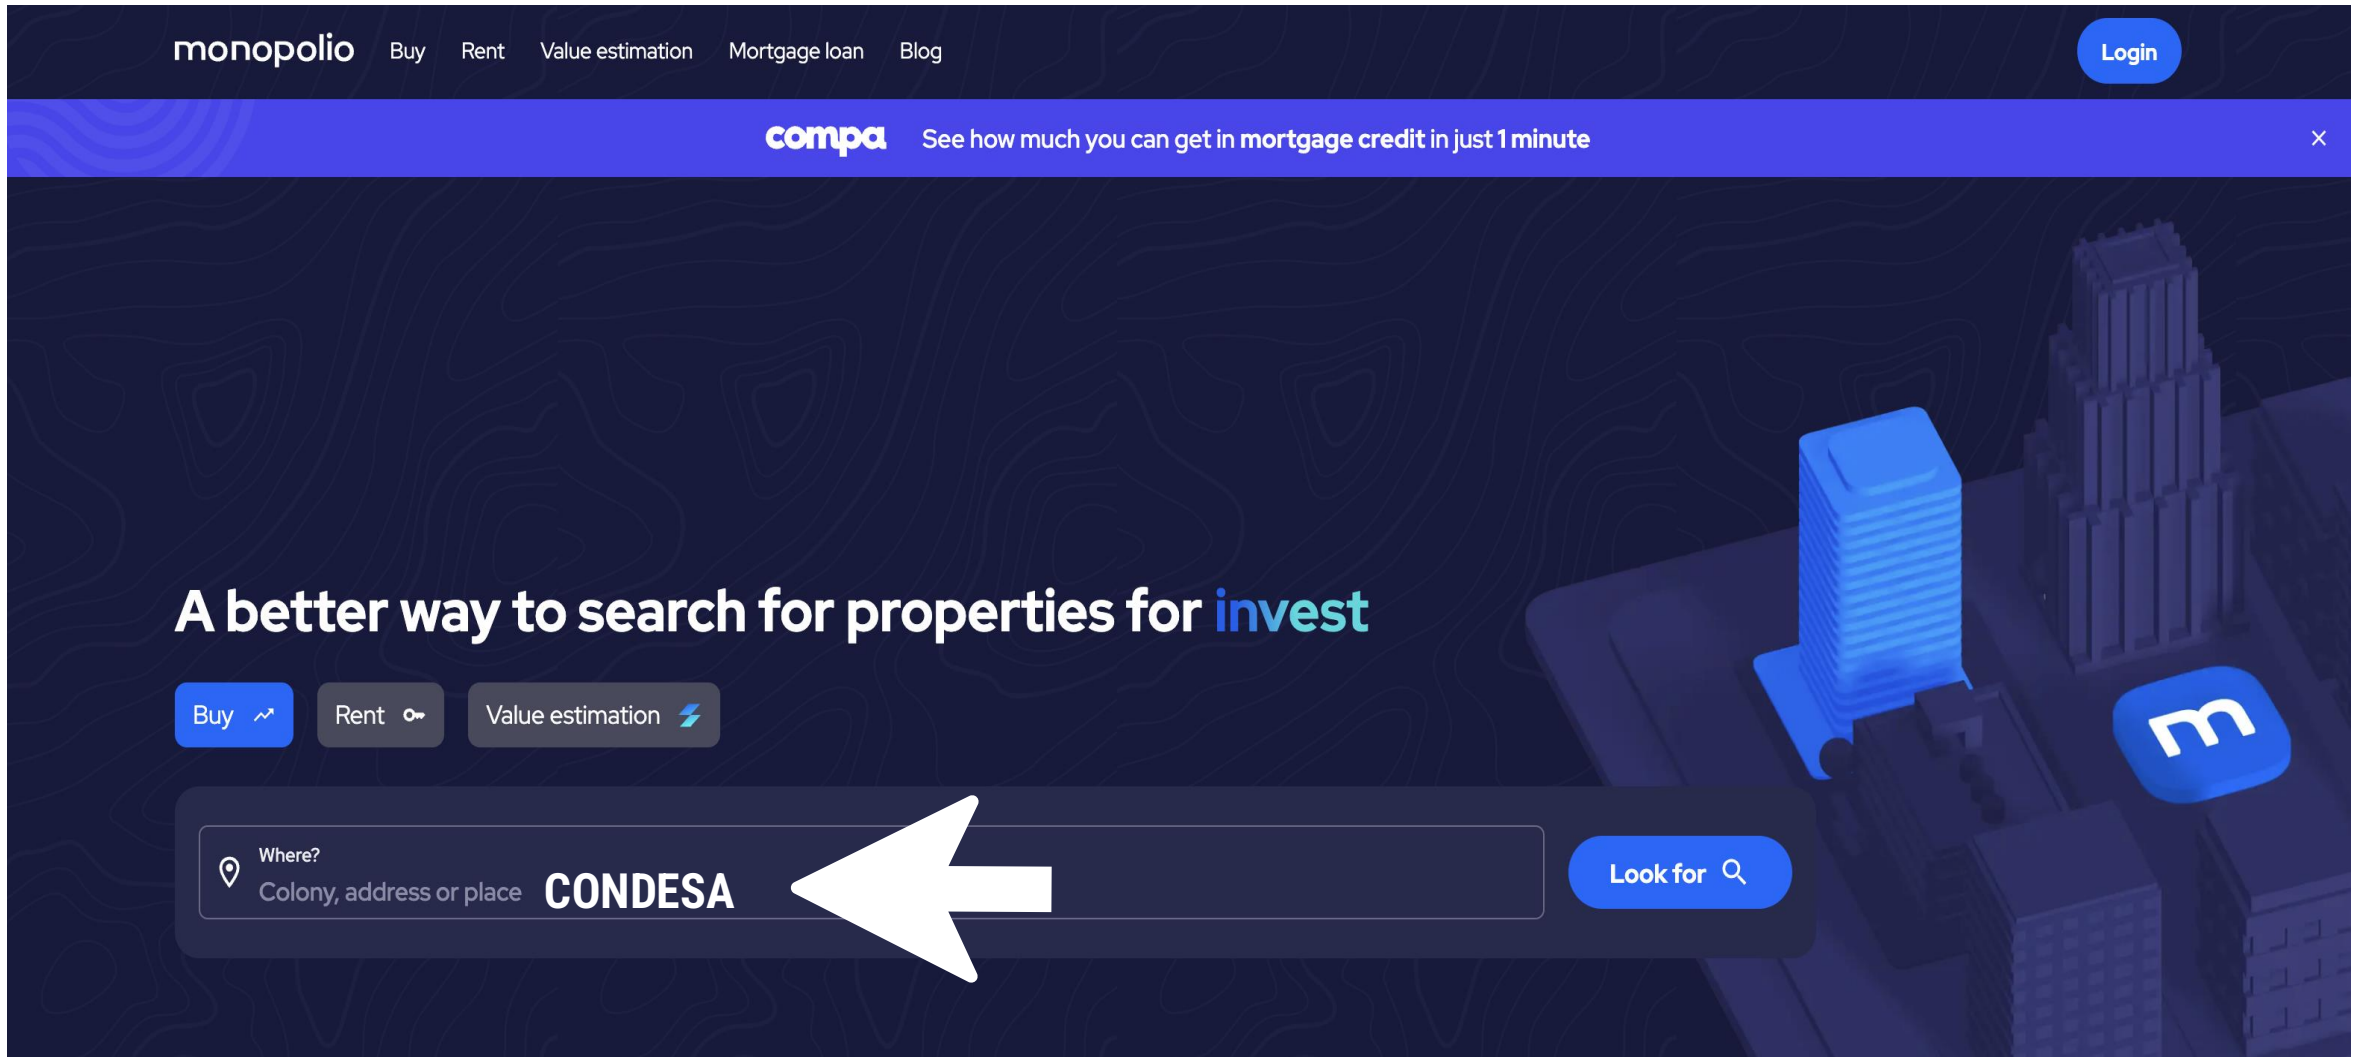 monopolio Buy Rent Value estimation Mortgage loan Blog Login
compa See how much you can get in mortgage credit in just 1 minute
A better way to search for properties for invest
Buy Rent Value estimation
Where?
Colony, address or place CONDESA
Look for
m